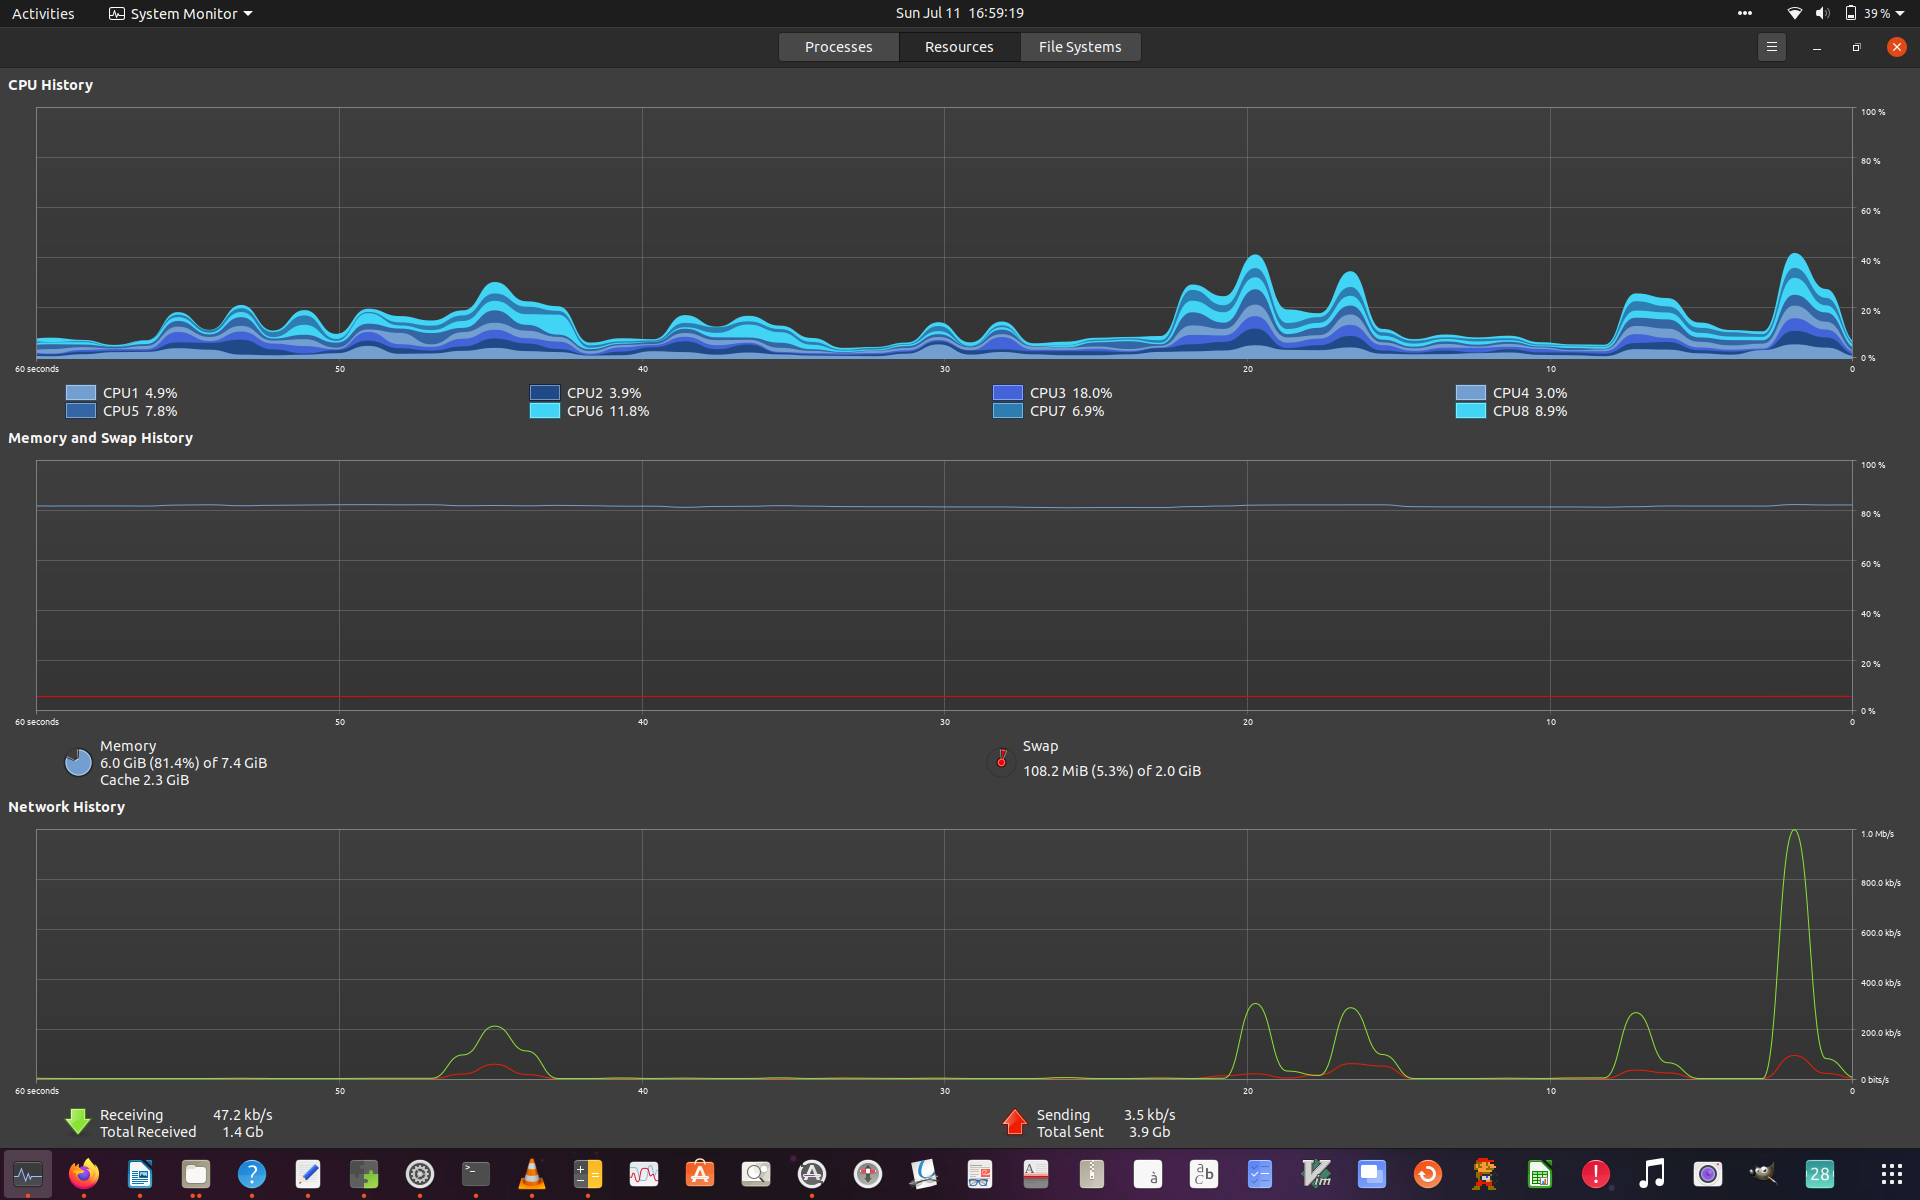 Activities System Monitor Sun Jul 11 16:59:19 39 %
Processes Resources File Systems
CPU History
100 %
80 %
60 %
40 %
20 %
0 %
60 seconds 50 40 30 20 10 0
CPU1 4.9% CPU2 3.9% CPU3 18.0% CPU4 3.0%
CPU5 7.8% CPU6 11.8% CPU7 6.9% CPU8 8.9%
Memory and Swap History
100 %
80 %
60 %
40 %
20 %
0 %
60 seconds 50 40 30 20 10 0
Memory
6.0 GiB (81.4%) of 7.4 GiB
Cache 2.3 GiB
Swap
108.2 MiB (5.3%) of 2.0 GiB
Network History
1.0 Mb/s
800.0 kb/s
600.0 kb/s
400.0 kb/s
200.0 kb/s
0 bits/s
60 seconds 50 40 30 20 10 0
Receiving 47.2 kb/s Sending 3.5 kb/s
Total Received 1.4 Gb Total Sent 3.9 Gb
28